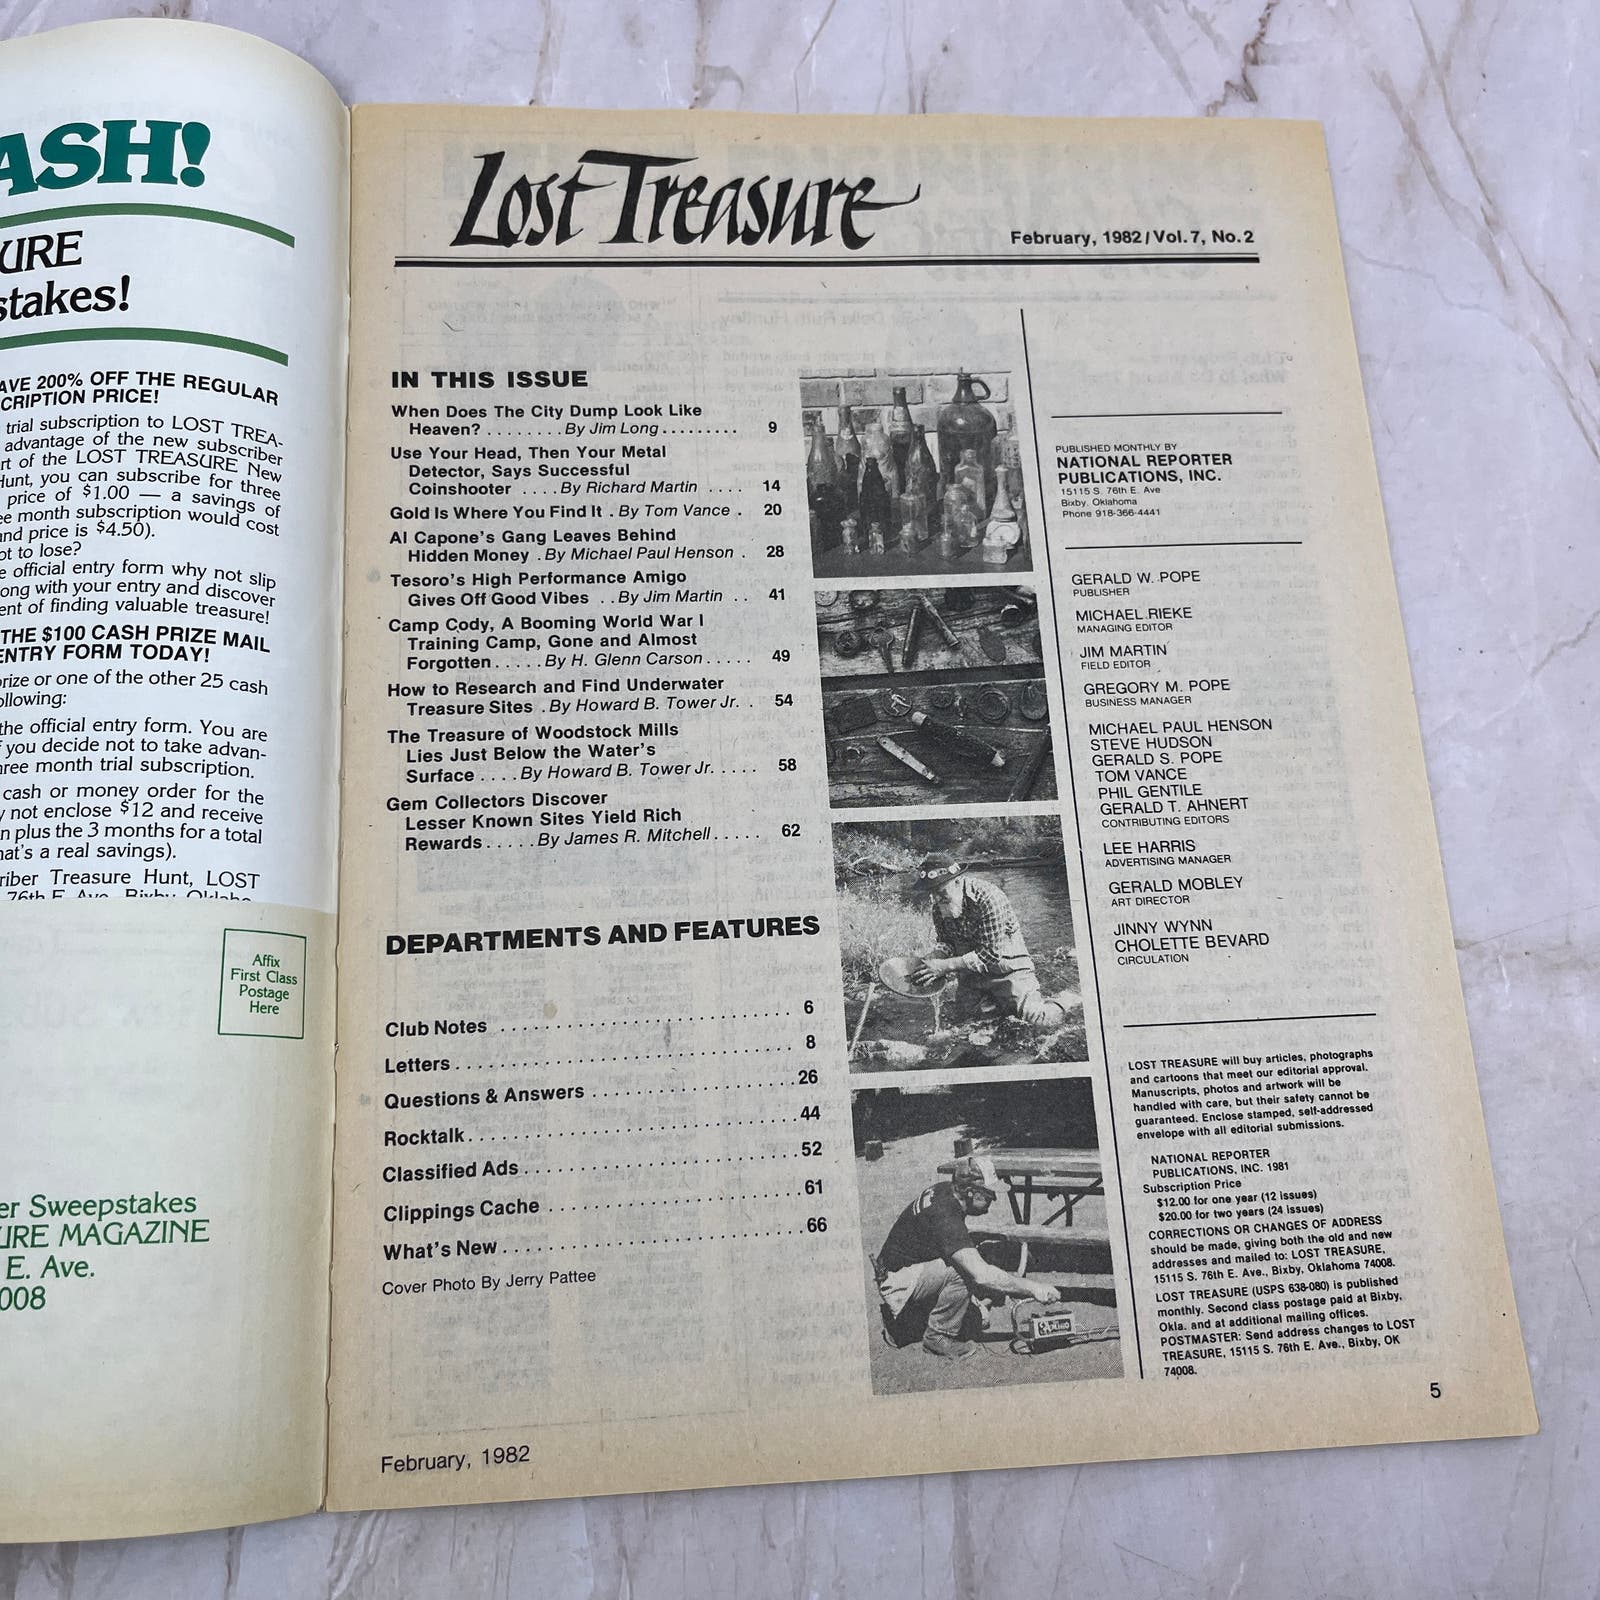 ASH!
URE
stakes!
AVE 200% OFF THE REGULAR
CRIPTION PRICE!
trial subscription to LOST TREA-
advantage of the new subscriber
rt of the LOST TREASURE New
Hunt, you can subscribe for three
price of $1.00 — a savings of
ee month subscription would cost
and price is $4.50).
ot to lose?
e official entry form why not slip
ong with your entry and discover
ent of finding valuable treasure!
THE $100 CASH PRIZE MAIL
ENTRY FORM TODAY!
prize or one of the other 25 cash
ollowing:
the official entry form. You are
f you decide not to take advan-
hree month trial subscription.
cash or money order for the
y not enclose $12 and receive
n plus the 3 months for a total
hat's a real savings).
riber Treasure Hunt, LOST
76th E. Ave. Bixby, Oklaho
Affix
First Class
Postage
Here
er Sweepstakes
URE MAGAZINE
E. Ave.
008
Lost Treasure
February, 1982/Vol. 7, No. 2
IN THIS ISSUE
When Does The City Dump Look Like
Heaven? ........ By Jim Long ......... 9
Use Your Head, Then Your Metal
Detector, Says Successful
Coinshooter .... By Richard Martin .... 14
Gold Is Where You Find It . By Tom Vance . 20
Al Capone's Gang Leaves Behind
Hidden Money . By Michael Paul Henson . 28
Tesoro's High Performance Amigo
Gives Off Good Vibes .. By Jim Martin .. 41
Camp Cody, A Booming World War I
Training Camp, Gone and Almost
Forgotten ..... By H. Glenn Carson ..... 49
How to Research and Find Underwater
Treasure Sites . By Howard B. Tower Jr. . 54
The Treasure of Woodstock Mills
Lies Just Below the Water's
Surface .... By Howard B. Tower Jr. .... 58
Gem Collectors Discover
Lesser Known Sites Yield Rich
Rewards ..... By James R. Mitchell ..... 62
DEPARTMENTS AND FEATURES
Club Notes ........ 6
Letters ........ 8
Questions & Answers ........ 26
Rocktalk ........ 44
Classified Ads ........ 52
Clippings Cache ........ 61
What's New ........ 66
Cover Photo By Jerry Pattee
February, 1982
PUBLISHED MONTHLY BY
NATIONAL REPORTER
PUBLICATIONS, INC.
15115 S. 76th E. Ave
Bixby, Oklahoma
Phone 918-366-4441
GERALD W. POPE
PUBLISHER
MICHAEL RIEKE
MANAGING EDITOR
JIM MARTIN
FIELD EDITOR
GREGORY M. POPE
BUSINESS MANAGER
MICHAEL PAUL HENSON
STEVE HUDSON
GERALD S. POPE
TOM VANCE
PHIL GENTILE
GERALD T. AHNERT
CONTRIBUTING EDITORS
LEE HARRIS
ADVERTISING MANAGER
GERALD MOBLEY
ART DIRECTOR
JINNY WYNN
CHOLETTE BEVARD
CIRCULATION
LOST TREASURE will buy articles, photographs
and cartoons that meet our editorial approval.
Manuscripts, photos and artwork will be
handled with care, but their safety cannot be
guaranteed. Enclose stamped, self-addressed
envelope with all editorial submissions.
NATIONAL REPORTER
PUBLICATIONS, INC. 1981
Subscription Price
$12.00 for one year (12 issues)
$20.00 for two years (24 issues)
CORRECTIONS OR CHANGES OF ADDRESS
should be made, giving both the old and new
addresses and mailed to: LOST TREASURE,
15115 S. 76th E. Ave., Bixby, Oklahoma 74008.
LOST TREASURE (USPS 638-080) is published
monthly. Second class postage paid at Bixby,
Okla. and at additional mailing offices.
POSTMASTER: Send address changes to LOST
TREASURE, 15115 S. 76th E. Ave., Bixby, OK
74008.
5